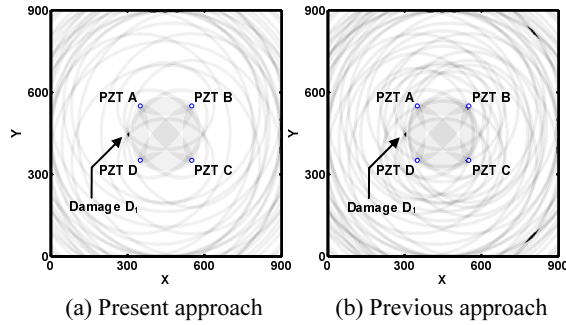 900
600
Y
300
0
PZT A
PZT B
PZT D
PZT C
Damage D₁
300
600
900
X
(a) Present approach
900
600
Y
300
0
PZT A
PZT B
PZT D
PZT C
Damage D₁
0
300
600
900
X
(b) Previous approach